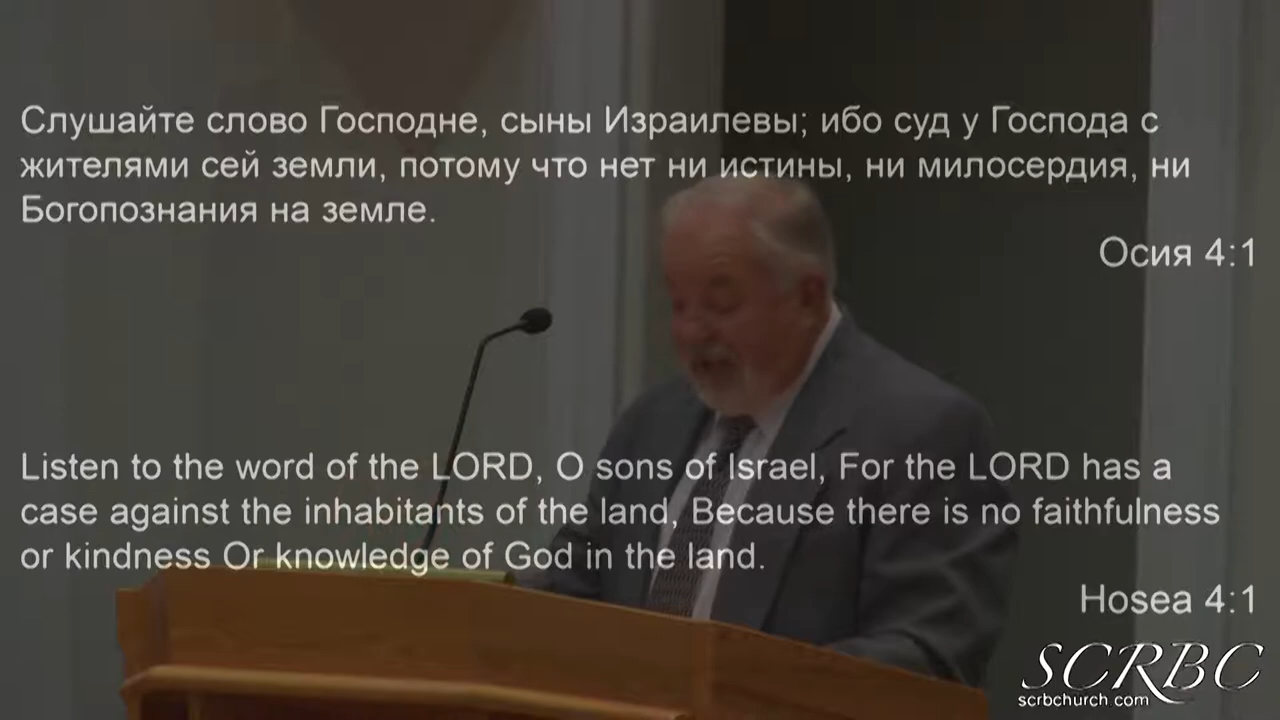 Слушайте слово Господне, сыны Израилевы; ибо суд у Господа с
жителями сей земли, потому что нет ни истины, ни милосердия, ни
Богопознания на земле.
Осия 4:1
Listen to the word of the LORD, O sons of Israel, For the LORD has a
case against the inhabitants of the land, Because there is no faithfulness
or kindness Or knowledge of God in the land.
Hosea 4:1
SCRBC
scrbchurch.com